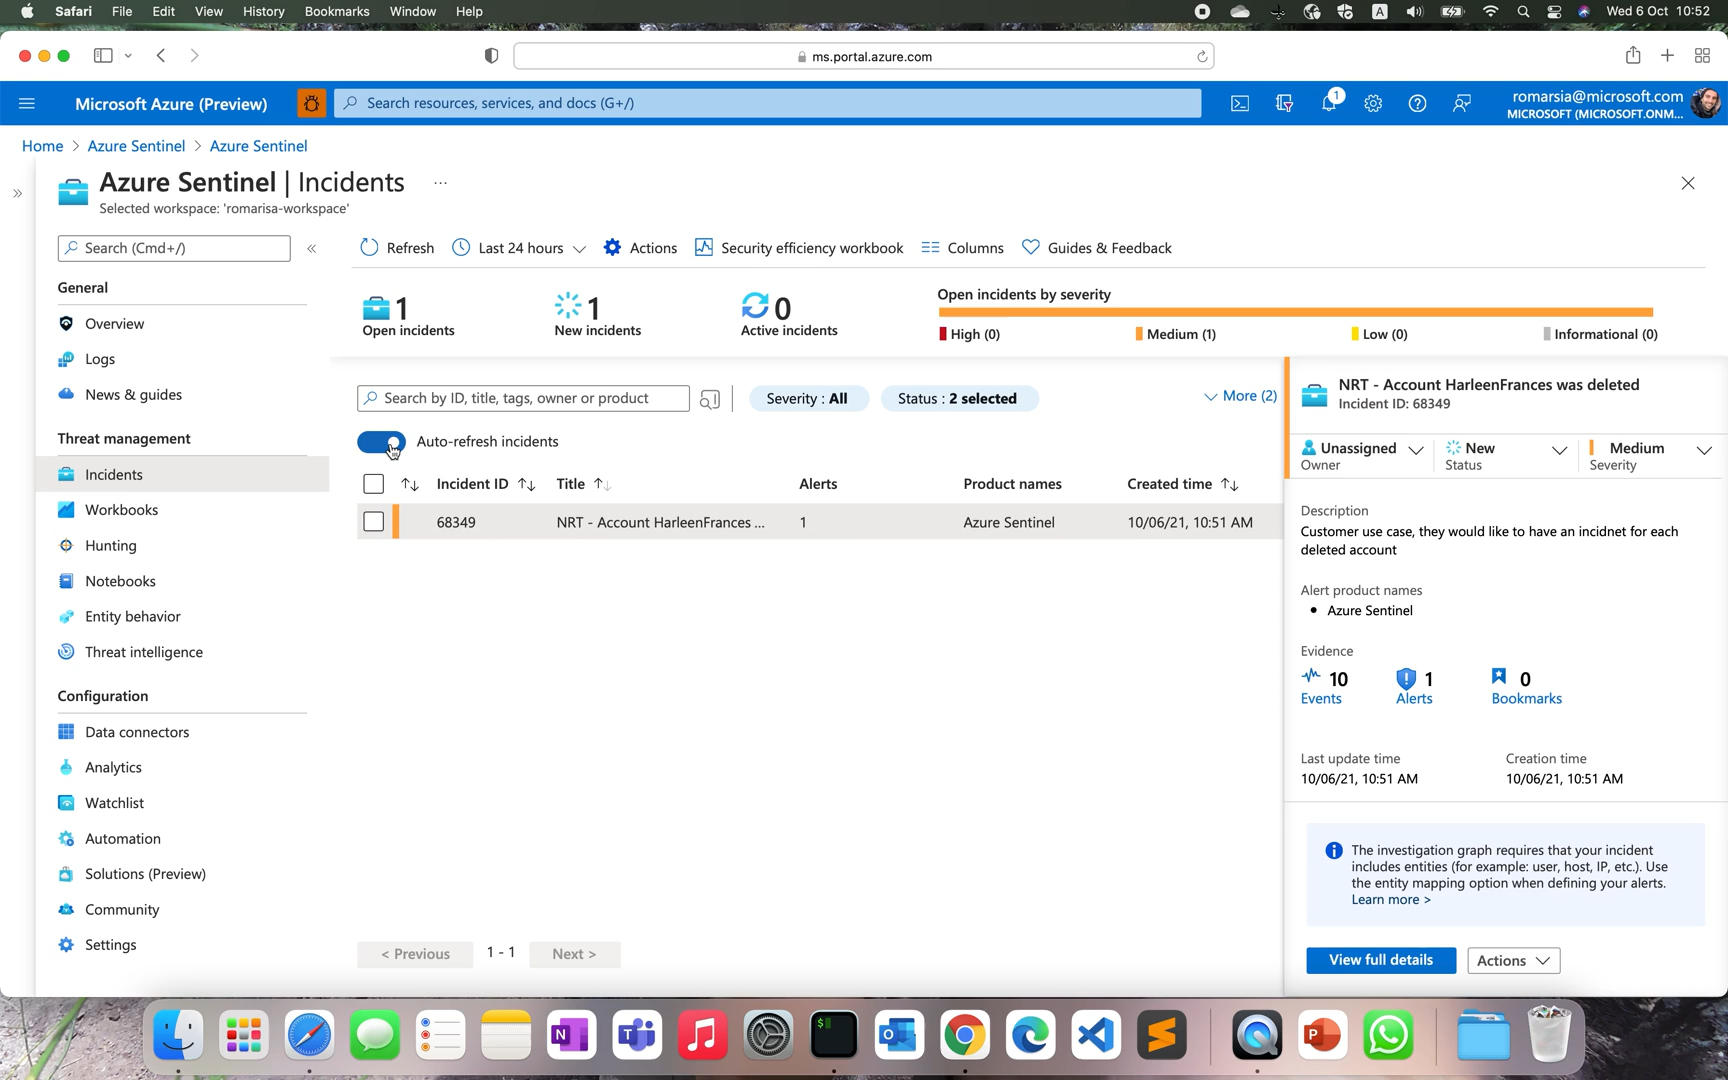 Safari File Edit View History Bookmarks Window Help
A
Wed 6 Oct 10:52
ms.portal.azure.com
Microsoft Azure (Preview)
Search resources, services, and docs (G+/)
1
romarsia@microsoft.com
MICROSOFT (MICROSOFT.ONM...
Home > Azure Sentinel > Azure Sentinel
Azure Sentinel | Incidents ...
Selected workspace: 'romarisa-workspace'
Search (Cmd+/)
«
»
General
Overview
Logs
News & guides
Threat management
Incidents
Workbooks
Hunting
Notebooks
Entity behavior
Threat intelligence
Configuration
Data connectors
Analytics
Watchlist
Automation
Solutions (Preview)
Community
Settings
Refresh Last 24 hours Actions Security efficiency workbook Columns Guides & Feedback
1
Open incidents
1
New incidents
0
Active incidents
Open incidents by severity
High (0) Medium (1) Low (0) Informational (0)
Search by ID, title, tags, owner or product
Severity : All
Status : 2 selected
More (2)
Auto-refresh incidents
Incident ID Title Alerts Product names Created time
68349 NRT - Account HarleenFrances ... 1 Azure Sentinel 10/06/21, 10:51 AM
< Previous 1 - 1 Next >
NRT - Account HarleenFrances was deleted
Incident ID: 68349
Unassigned
Owner
New
Status
Medium
Severity
Description
Customer use case, they would like to have an incidnet for each
deleted account
Alert product names
• Azure Sentinel
Evidence
10
Events
1
Alerts
0
Bookmarks
Last update time
10/06/21, 10:51 AM
Creation time
10/06/21, 10:51 AM
The investigation graph requires that your incident
includes entities (for example: user, host, IP, etc.). Use
the entity mapping option when defining your alerts.
Learn more >
View full details
Actions